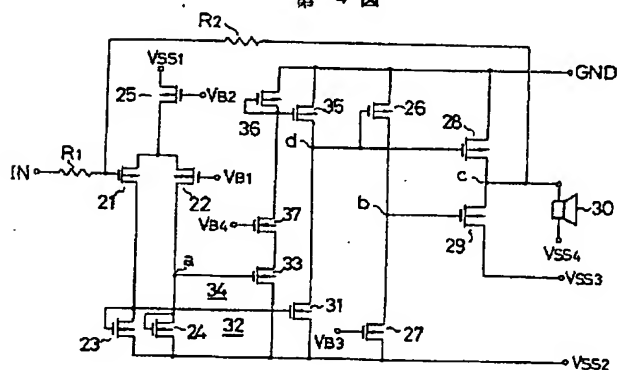 第 4 図
R2
VSS1
GND
25
VB2
36
35
26
28
d
c
IN
R1
21
22
VB1
37
b
30
VB4
29
VSS4
a
33
VSS3
34
31
32
23
24
VB3
27
VSS2